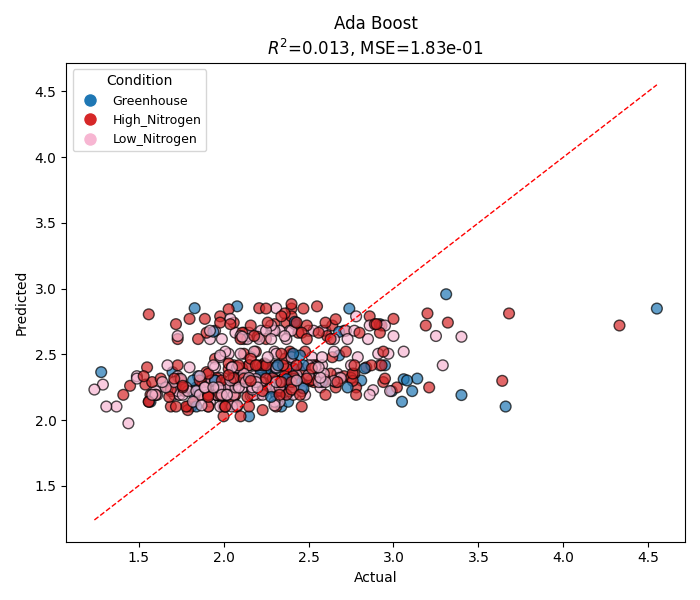 Ada Boost
R²=0.013, MSE=1.83e-01
Condition
Greenhouse
High_Nitrogen
Low_Nitrogen
4.5
4.0
3.5
3.0
2.5
2.0
1.5
Predicted
1.5 2.0 2.5 3.0 3.5 4.0 4.5
Actual